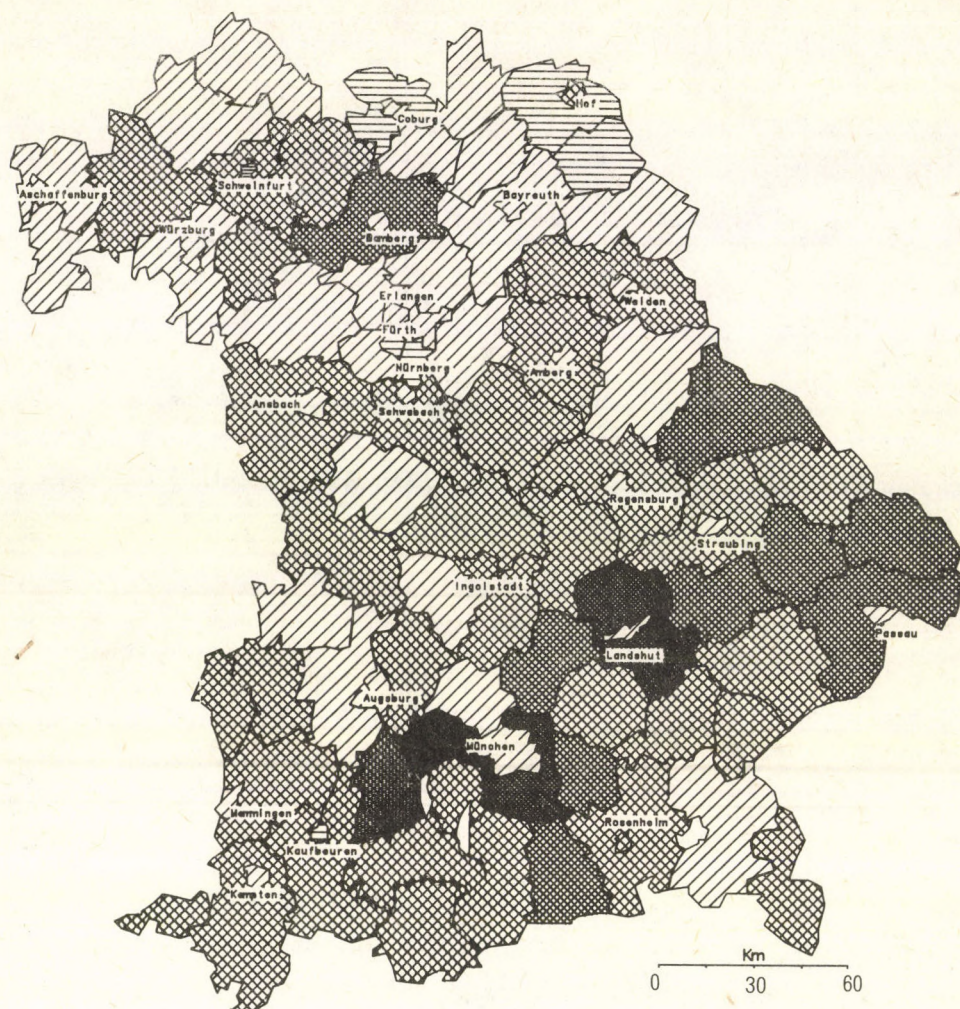 Hof
Coburg
Schweinfurt
Aschaffenburg
Bayreuth
Würzburg
Bamberg
Erlangen
Weiden
Fürth
Nürnberg
Amberg
Ansbach
Schwabach
Regensburg
Straubing
Ingolstadt
Passau
Landshut
Augsburg
München
Memmingen
Rosenheim
Kaufbeuren
Kempten
Km
0 30 60